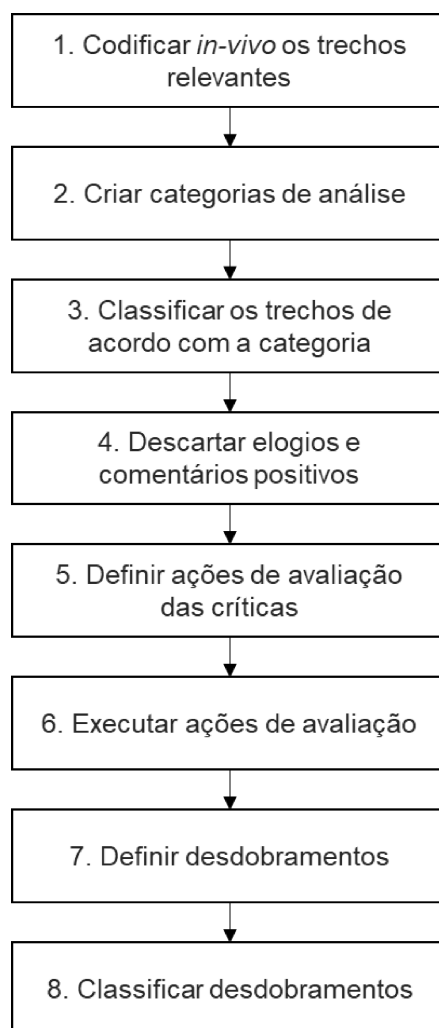 1. Codificar in-vivo os trechos
relevantes
2. Criar categorias de análise
3. Classificar os trechos de
acordo com a categoria
4. Descartar elogios e
comentários positivos
5. Definir ações de avaliação
das críticas
6. Executar ações de avaliação
7. Definir desdobramentos
8. Classificar desdobramentos